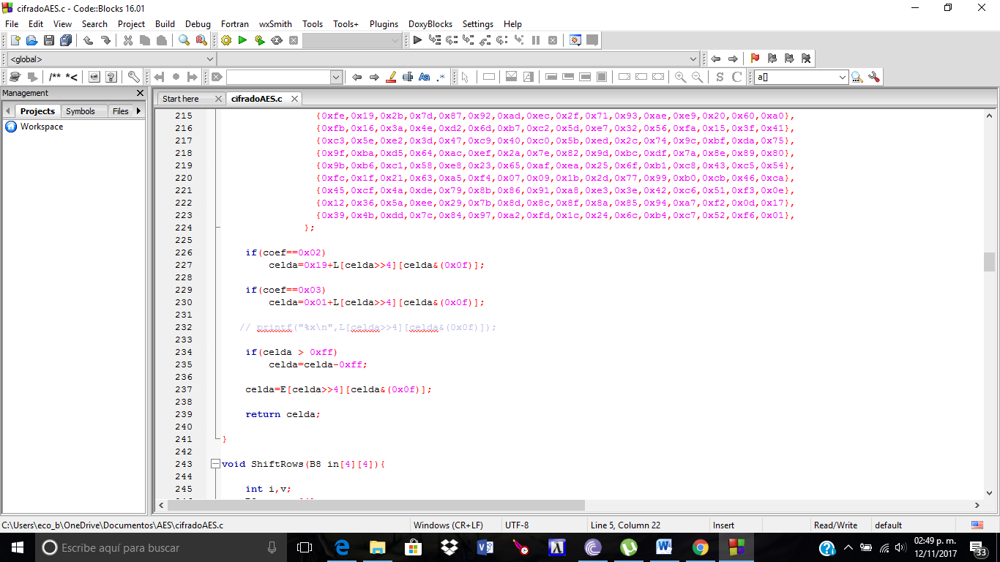 cifradoAES.c - Code::Blocks 16.01
File Edit View Search Project Build Debug Fortran wxSmith Tools Tools+ Plugins DoxyBlocks Settings Help
<global>
/** *< Aa .* S C a[]
Management
Projects Symbols Files
Workspace
Start here cifradoAES.c
215 {0xfe,0x19,0x2b,0x7d,0x87,0x92,0xad,0xec,0x2f,0x71,0x93,0xae,0xe9,0x20,0x60,0xa0},
216 {0xfb,0x16,0x3a,0x4e,0xd2,0x6d,0xb7,0xc2,0x5d,0xe7,0x32,0x56,0xfa,0x15,0x3f,0x41},
217 {0xc3,0x5e,0xe2,0x3d,0x47,0xc9,0x40,0xc0,0x5b,0xed,0x2c,0x74,0x9c,0xbf,0xda,0x75},
218 {0x9f,0xba,0xd5,0x64,0xac,0xef,0x2a,0x7e,0x82,0x9d,0xbc,0xdf,0x7a,0x8e,0x89,0x80},
219 {0x9b,0xb6,0xc1,0x58,0xe8,0x23,0x65,0xaf,0xea,0x25,0x6f,0xb1,0xc8,0x43,0xc5,0x54},
220 {0xfc,0x1f,0x21,0x63,0xa5,0xf4,0x07,0x09,0x1b,0x2d,0x77,0x99,0xb0,0xcb,0x46,0xca},
221 {0x45,0xcf,0x4a,0xde,0x79,0x8b,0x86,0x91,0xa8,0xe3,0x3e,0x42,0xc6,0x51,0xf3,0x0e},
222 {0x12,0x36,0x5a,0xee,0x29,0x7b,0x8d,0x8c,0x8f,0x8a,0x85,0x94,0xa7,0xf2,0x0d,0x17},
223 {0x39,0x4b,0xdd,0x7c,0x84,0x97,0xa2,0xfd,0x1c,0x24,0x6c,0xb4,0xc7,0x52,0xf6,0x01},
224 };
225
226 if(coef==0x02)
227 celda=0x19+L[celda>>4][celda&(0x0f)];
228
229 if(coef==0x03)
230 celda=0x01+L[celda>>4][celda&(0x0f)];
231
232 // printf("%x\n",L[celda>>4][celda&(0x0f)]);
233
234 if(celda > 0xff)
235 celda=celda-0xff;
236
237 celda=E[celda>>4][celda&(0x0f)];
238
239 return celda;
240
241 }
242
243 void ShiftRows(B8 in[4][4]){
244
245 int i,v;
C:\Users\eco_b\OneDrive\Documentos\AES\cifradoAES.c Windows (CR+LF) UTF-8 Line 5, Column 22 Insert Read/Write default
Escribe aquí para buscar
02:49 p. m.
12/11/2017
33